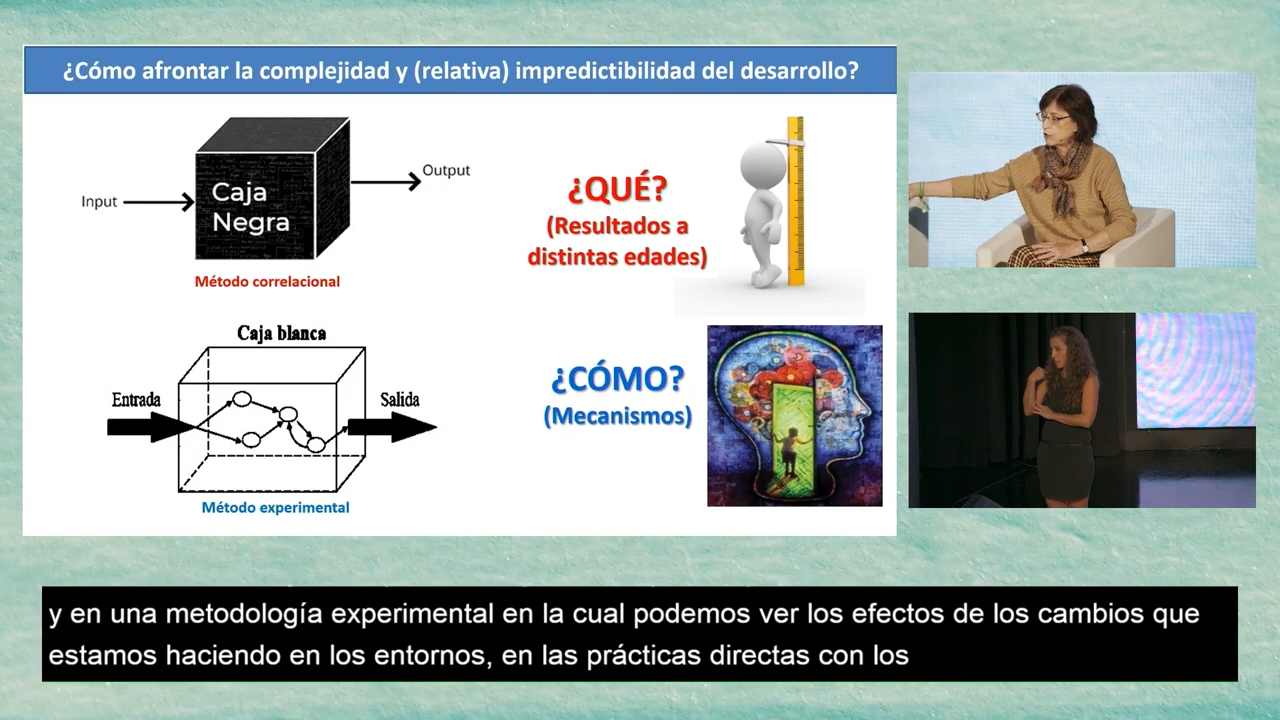 ¿Cómo afrontar la complejidad y (relativa) impredictibilidad del desarrollo?
Input
Caja
Negra
Output
Método correlacional
¿QUÉ?
(Resultados a
distintas edades)
Caja blanca
Entrada
Salida
Método experimental
¿CÓMO?
(Mecanismos)
y en una metodología experimental en la cual podemos ver los efectos de los cambios que
estamos haciendo en los entornos, en las prácticas directas con los